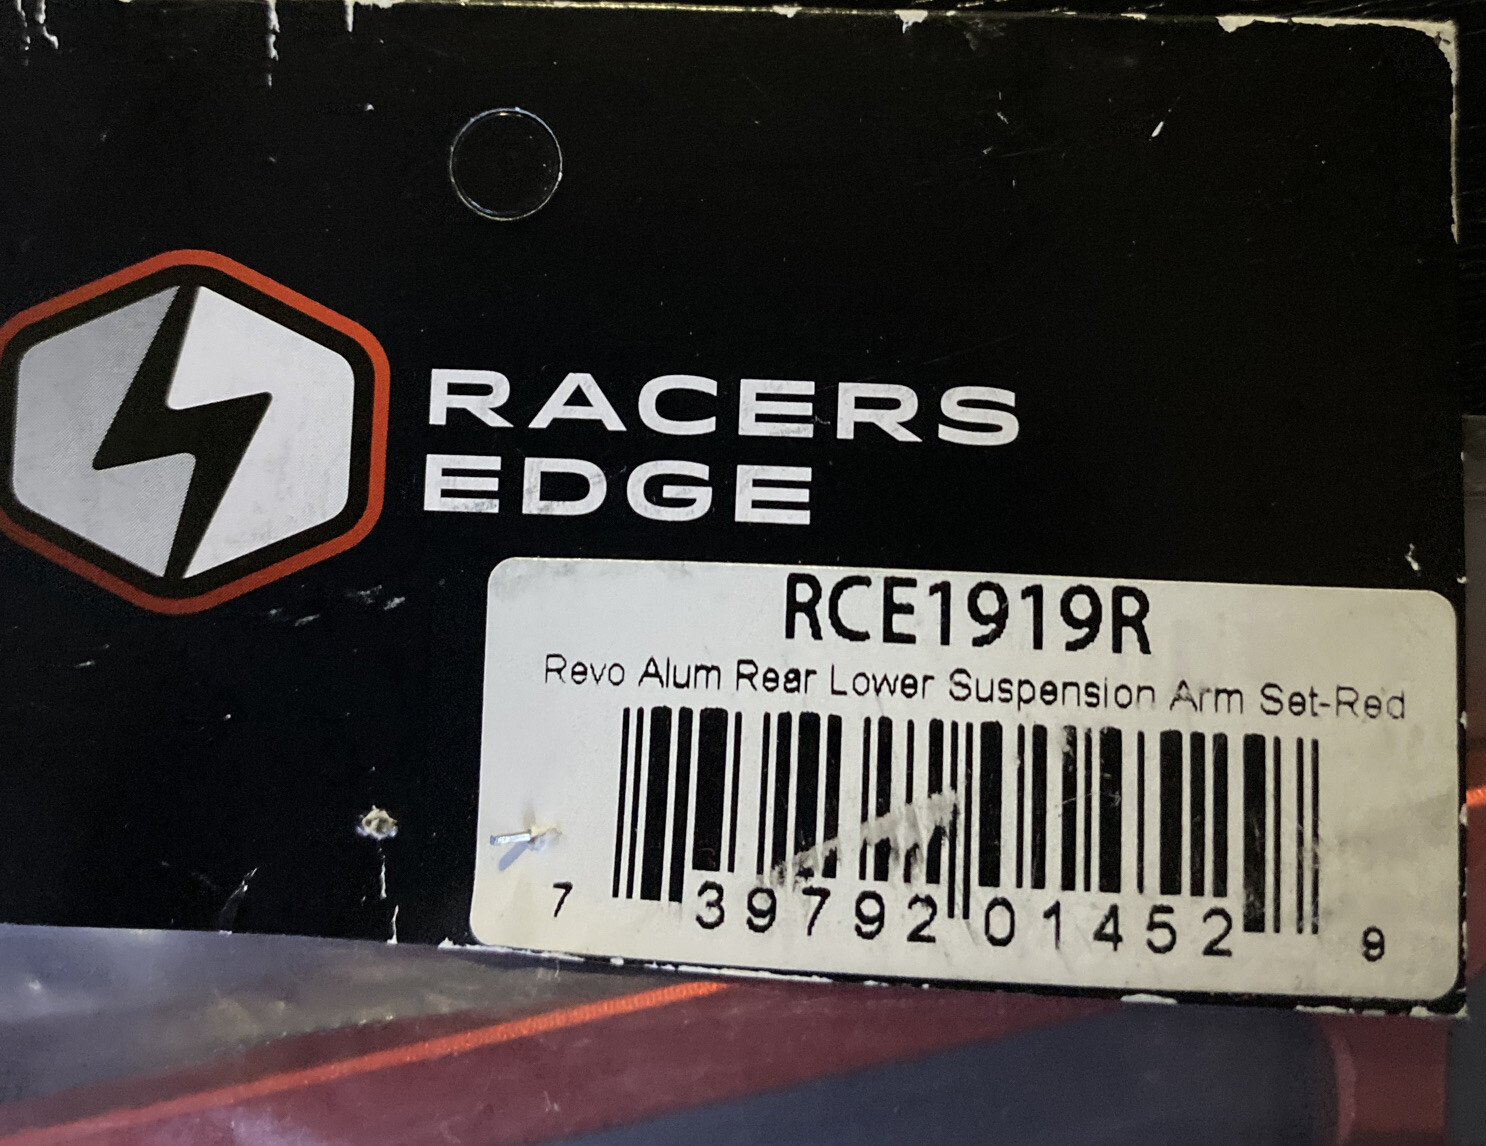 RACERS
EDGE
RCE1919R
Revo Alum Rear Lower Suspension Arm Set-Red
7 39792 01452 9